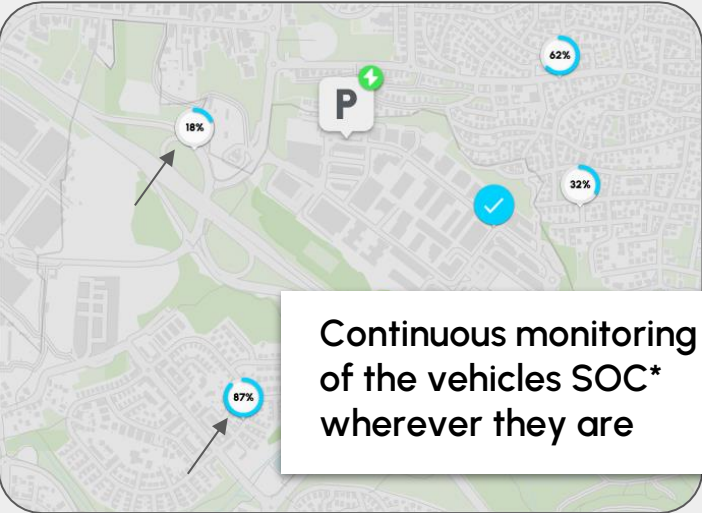 62%
P
18%
32%
Continuous monitoring
of the vehicles SOC*
wherever they are
87%